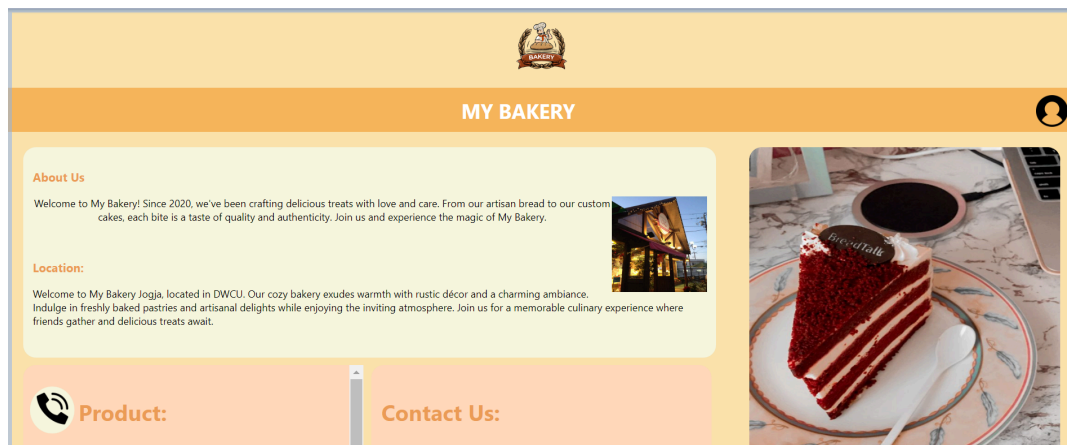 BAKERY
MY BAKERY
About Us
Welcome to My Bakery! Since 2020, we've been crafting delicious treats with love and care. From our artisan bread to our custom
cakes, each bite is a taste of quality and authenticity. Join us and experience the magic of My Bakery.
Location:
Welcome to My Bakery Jogja, located in DWCU. Our cozy bakery exudes warmth with rustic décor and a charming ambiance.
Indulge in freshly baked pastries and artisanal delights while enjoying the inviting atmosphere. Join us for a memorable culinary experience where
friends gather and delicious treats await.
BreadTalk
Product:
Contact Us: